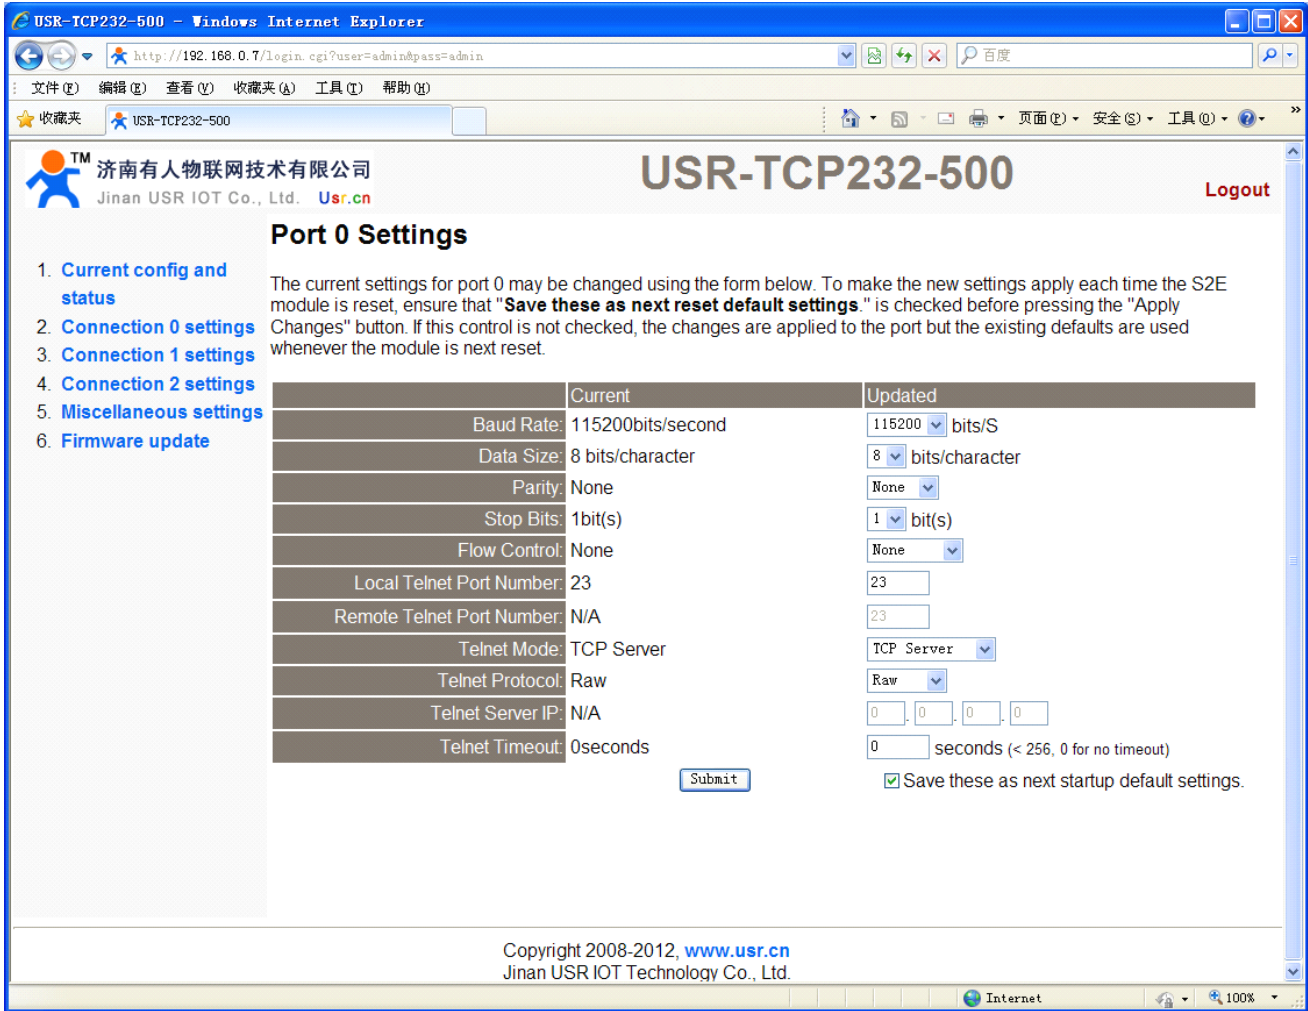 USR-TCP232-500 - Windows Internet Explorer
http://192.168.0.7/login.cgi?user=admin&pass=admin
百度
文件(F) 编辑(E) 查看(V) 收藏夹(A) 工具(T) 帮助(H)
收藏夹 USR-TCP232-500 页面(P) 安全(S) 工具(O) »
TM 济南有人物联网技术有限公司
Jinan USR IOT Co., Ltd. Usr.cn
USR-TCP232-500
Logout
1. Current config and
status
2. Connection 0 settings
3. Connection 1 settings
4. Connection 2 settings
5. Miscellaneous settings
6. Firmware update
Port 0 Settings
The current settings for port 0 may be changed using the form below. To make the new settings apply each time the S2E
module is reset, ensure that "Save these as next reset default settings." is checked before pressing the "Apply
Changes" button. If this control is not checked, the changes are applied to the port but the existing defaults are used
whenever the module is next reset.
Current Updated
Baud Rate: 115200bits/second 115200 bits/S
Data Size: 8 bits/character 8 bits/character
Parity: None None
Stop Bits: 1bit(s) 1 bit(s)
Flow Control: None None
Local Telnet Port Number: 23 23
Remote Telnet Port Number: N/A 23
Telnet Mode: TCP Server TCP Server
Telnet Protocol: Raw Raw
Telnet Server IP: N/A 0 . 0 . 0 . 0
Telnet Timeout: 0seconds 0 seconds (< 256, 0 for no timeout)
Submit Save these as next startup default settings.
Copyright 2008-2012, www.usr.cn
Jinan USR IOT Technology Co., Ltd.
Internet 100%